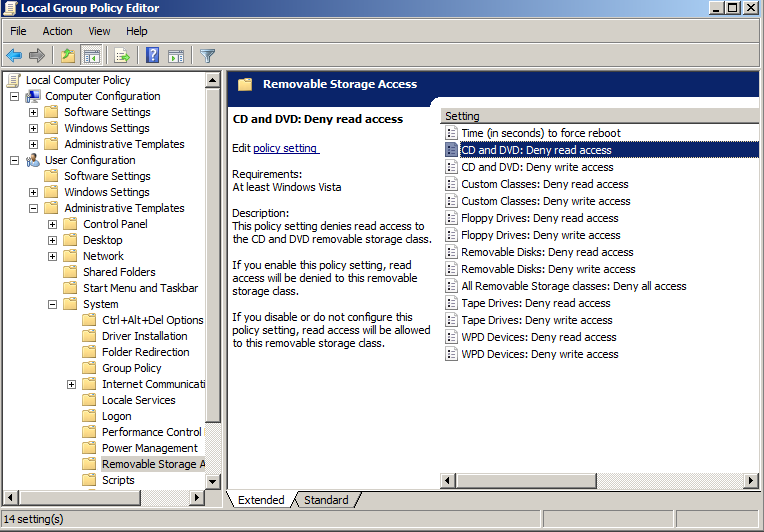 Local Group Policy Editor
File Action View Help
Local Computer Policy
Computer Configuration
Software Settings
Windows Settings
Administrative Templates
User Configuration
Software Settings
Windows Settings
Administrative Templates
Control Panel
Desktop
Network
Shared Folders
Start Menu and Taskbar
System
Ctrl+Alt+Del Options
Driver Installation
Folder Redirection
Group Policy
Internet Communicati
Locale Services
Logon
Performance Control
Power Management
Removable Storage A
Scripts
Removable Storage Access
CD and DVD: Deny read access
Edit policy setting
Requirements:
At least Windows Vista
Description:
This policy setting denies read access to
the CD and DVD removable storage class.
If you enable this policy setting, read
access will be denied to this removable
storage class.
If you disable or do not configure this
policy setting, read access will be allowed
to this removable storage class.
Setting
Time (in seconds) to force reboot
CD and DVD: Deny read access
CD and DVD: Deny write access
Custom Classes: Deny read access
Custom Classes: Deny write access
Floppy Drives: Deny read access
Floppy Drives: Deny write access
Removable Disks: Deny read access
Removable Disks: Deny write access
All Removable Storage classes: Deny all access
Tape Drives: Deny read access
Tape Drives: Deny write access
WPD Devices: Deny read access
WPD Devices: Deny write access
Extended Standard
14 setting(s)